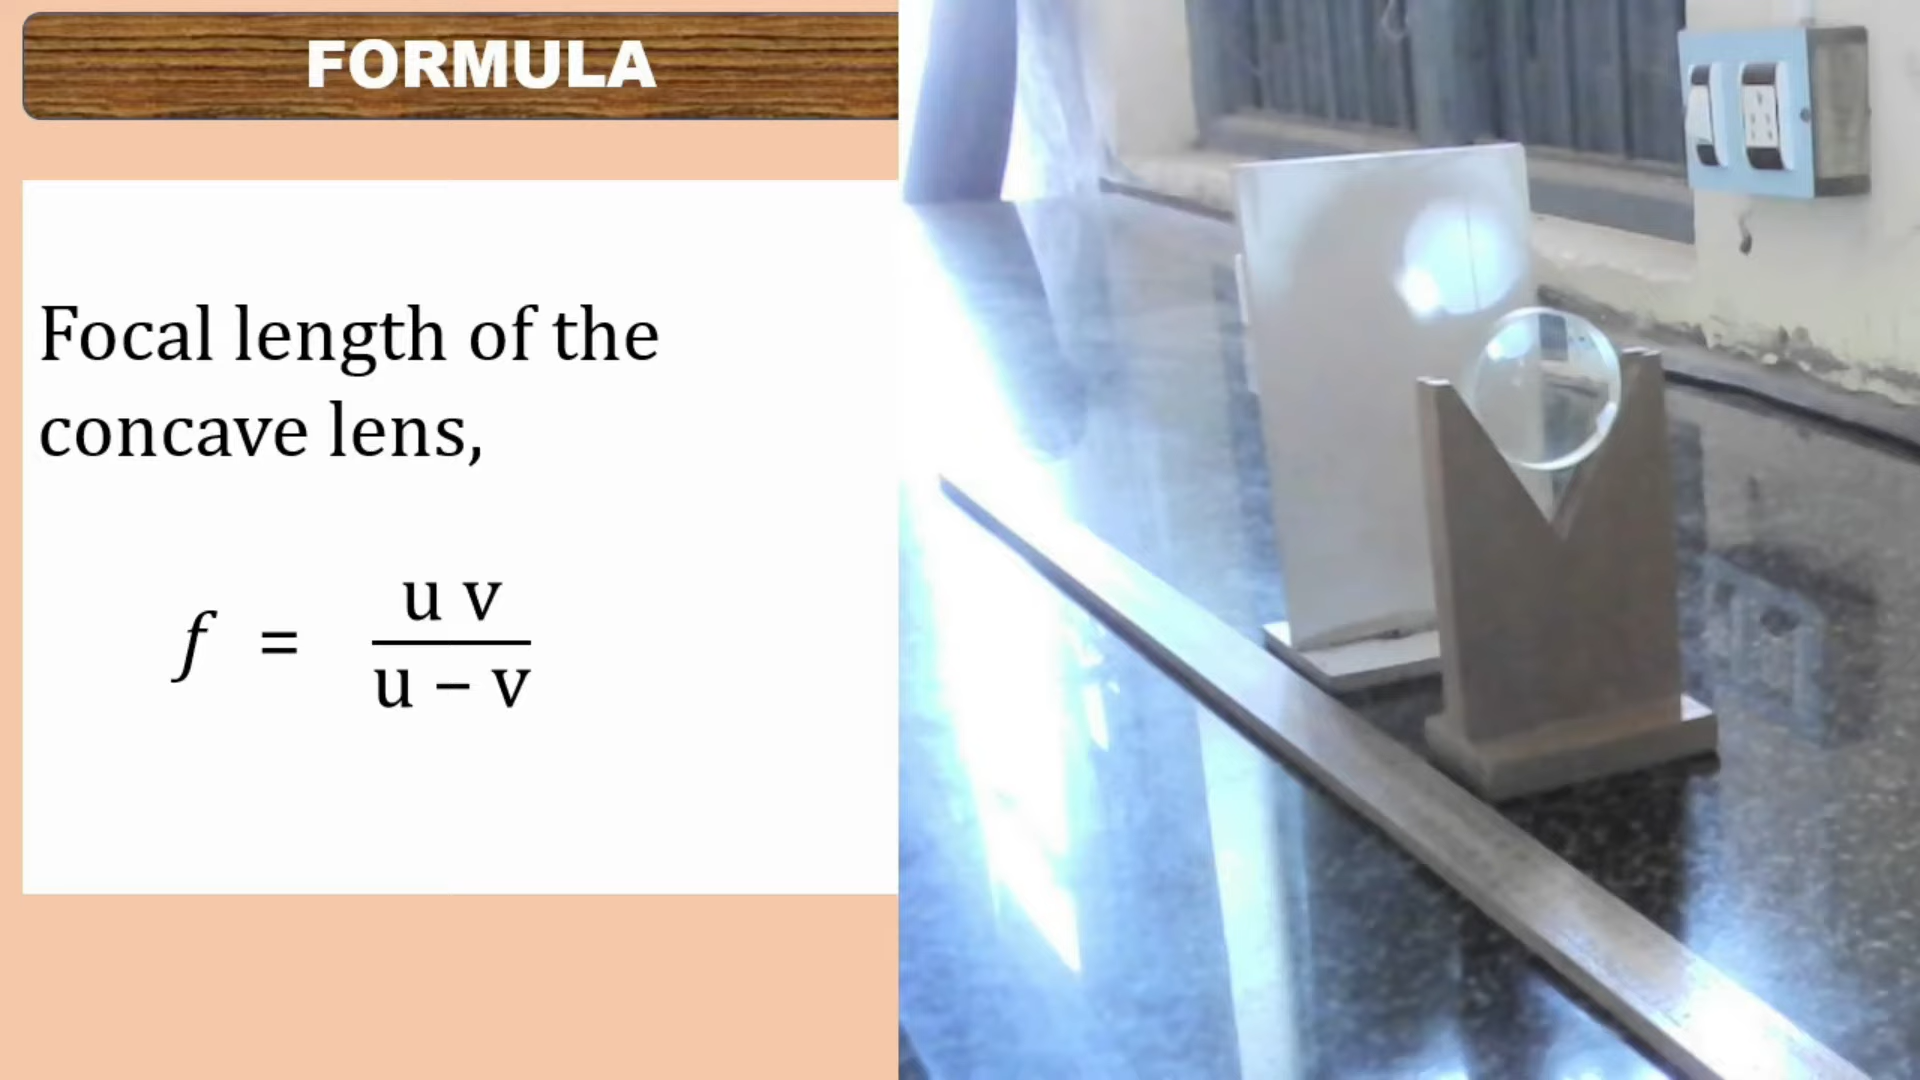 FORMULA
Focal length of the
concave lens,
f = u v
u – v